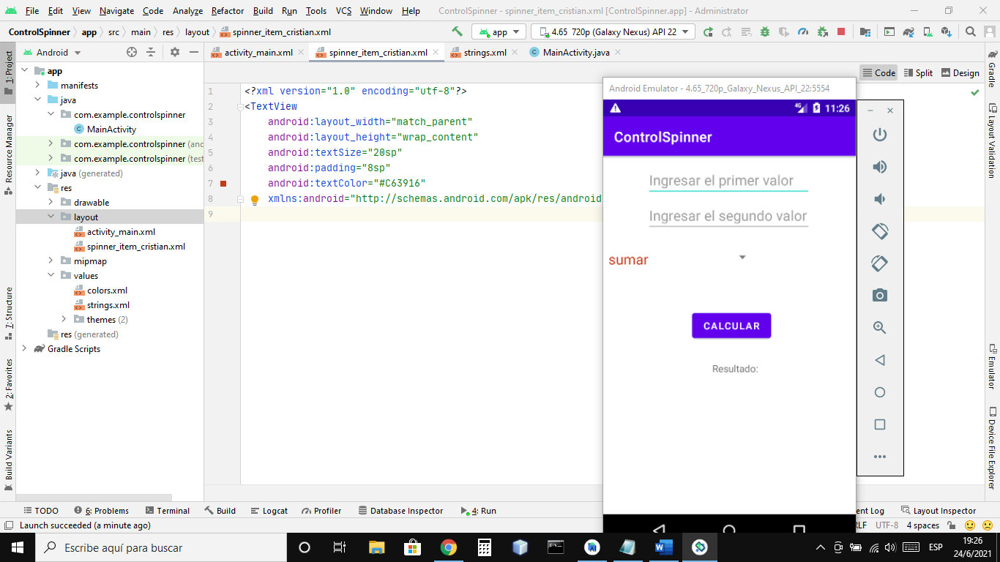 File Edit View Navigate Code Analyze Refactor Build Run Tools VCS Window Help ControlSpinner - spinner_item_cristian.xml [ControlSpinner.app] - Administrator
ControlSpinner app src main res layout spinner_item_cristian.xml app 4.65 720p (Galaxy Nexus) API 22
Android activity_main.xml spinner_item_cristian.xml strings.xml MainActivity.java
Code Split Design
1: Project
Resource Manager
7: Structure
2: Favorites
Build Variants
app
manifests
java
com.example.controlspinner
MainActivity
com.example.controlspinner (and
com.example.controlspinner (test
java (generated)
res
drawable
layout
activity_main.xml
spinner_item_cristian.xml
mipmap
values
colors.xml
strings.xml
themes (2)
res (generated)
Gradle Scripts
1 <?xml version="1.0" encoding="utf-8"?>
2 <TextView
3 android:layout_width="match_parent"
4 android:layout_height="wrap_content"
5 android:textSize="20sp"
6 android:padding="8sp"
7 android:textColor="#C63916"
8 xmlns:android="http://schemas.android.com/apk/res/android
9
Android Emulator - 4.65_720p_Galaxy_Nexus_API_22:5554
4G 11:26
ControlSpinner
Ingresar el primer valor
Ingresar el segundo valor
sumar
CALCULAR
Resultado:
Gradle
Layout Validation
Emulator
Device File Explorer
TODO 6: Problems Terminal Build Logcat Profiler Database Inspector 4: Run ent Log Layout Inspector
Launch succeeded (a minute ago) RLF UTF-8 4 spaces
Escribe aquí para buscar
ESP
19:26
24/6/2021